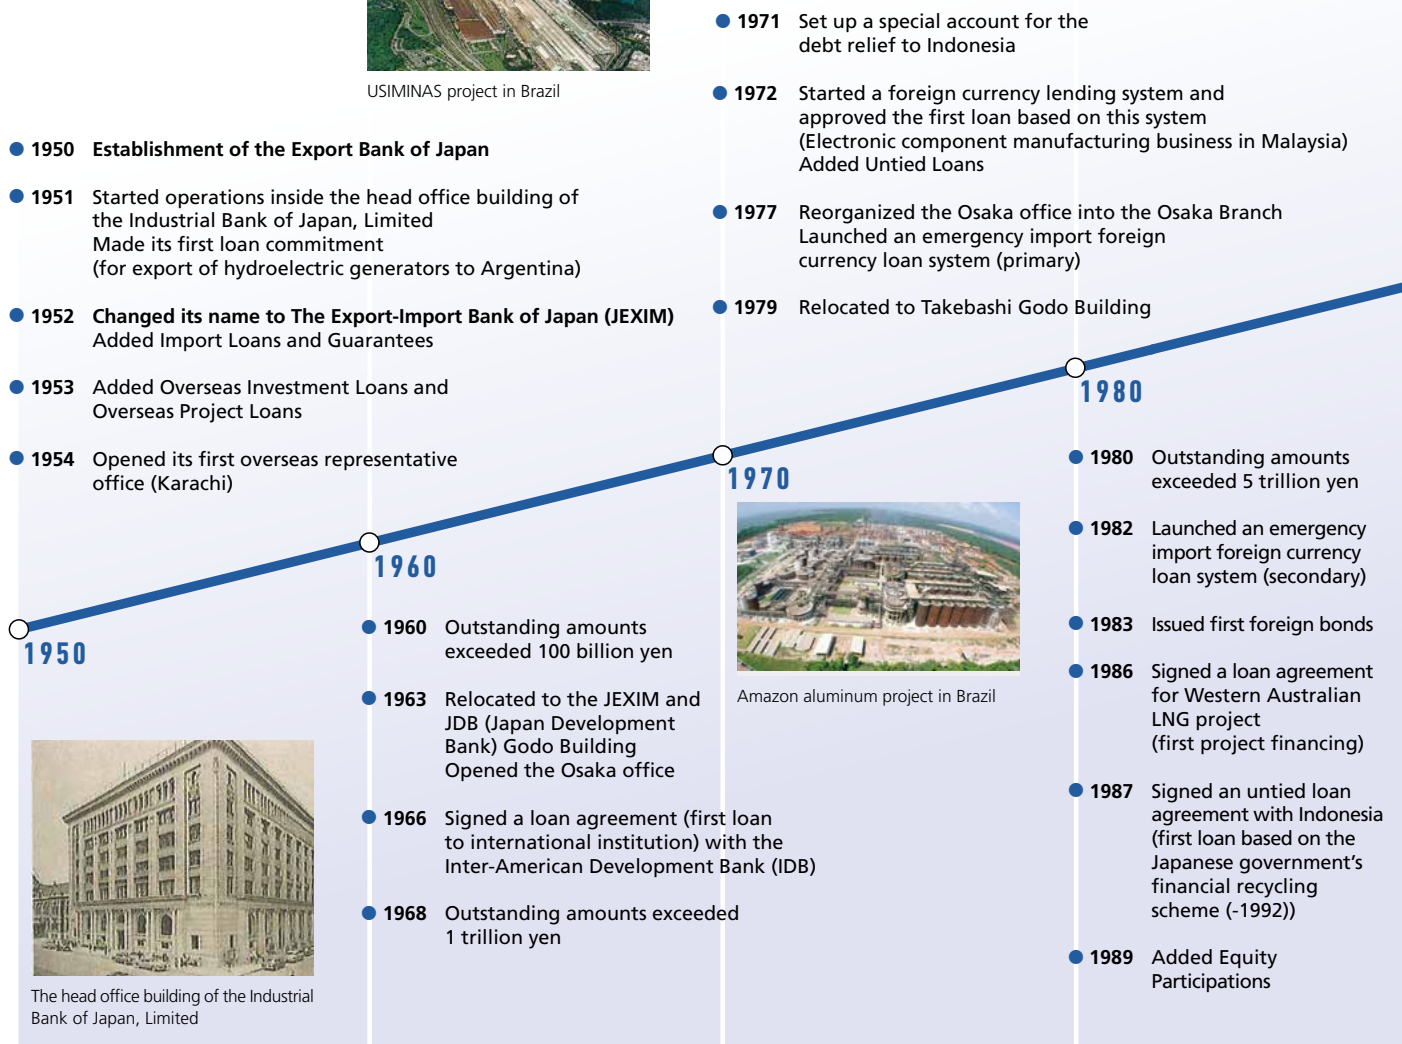 USIMINAS project in Brazil
1950 Establishment of the Export Bank of Japan
1951 Started operations inside the head office building of
the Industrial Bank of Japan, Limited
Made its first loan commitment
(for export of hydroelectric generators to Argentina)
1952 Changed its name to The Export-Import Bank of Japan (JEXIM)
Added Import Loans and Guarantees
1953 Added Overseas Investment Loans and
Overseas Project Loans
1954 Opened its first overseas representative
office (Karachi)
1950
The head office building of the Industrial
Bank of Japan, Limited
1960
1960 Outstanding amounts
exceeded 100 billion yen
1963 Relocated to the JEXIM and
JDB (Japan Development
Bank) Godo Building
Opened the Osaka office
1966 Signed a loan agreement (first loan
to international institution) with the
Inter-American Development Bank (IDB)
1968 Outstanding amounts exceeded
1 trillion yen
1971 Set up a special account for the
debt relief to Indonesia
1972 Started a foreign currency lending system and
approved the first loan based on this system
(Electronic component manufacturing business in Malaysia)
Added Untied Loans
1977 Reorganized the Osaka office into the Osaka Branch
Launched an emergency import foreign
currency loan system (primary)
1979 Relocated to Takebashi Godo Building
1970
Amazon aluminum project in Brazil
1980
1980 Outstanding amounts
exceeded 5 trillion yen
1982 Launched an emergency
import foreign currency
loan system (secondary)
1983 Issued first foreign bonds
1986 Signed a loan agreement
for Western Australian
LNG project
(first project financing)
1987 Signed an untied loan
agreement with Indonesia
(first loan based on the
Japanese government's
financial recycling
scheme (-1992))
1989 Added Equity
Participations